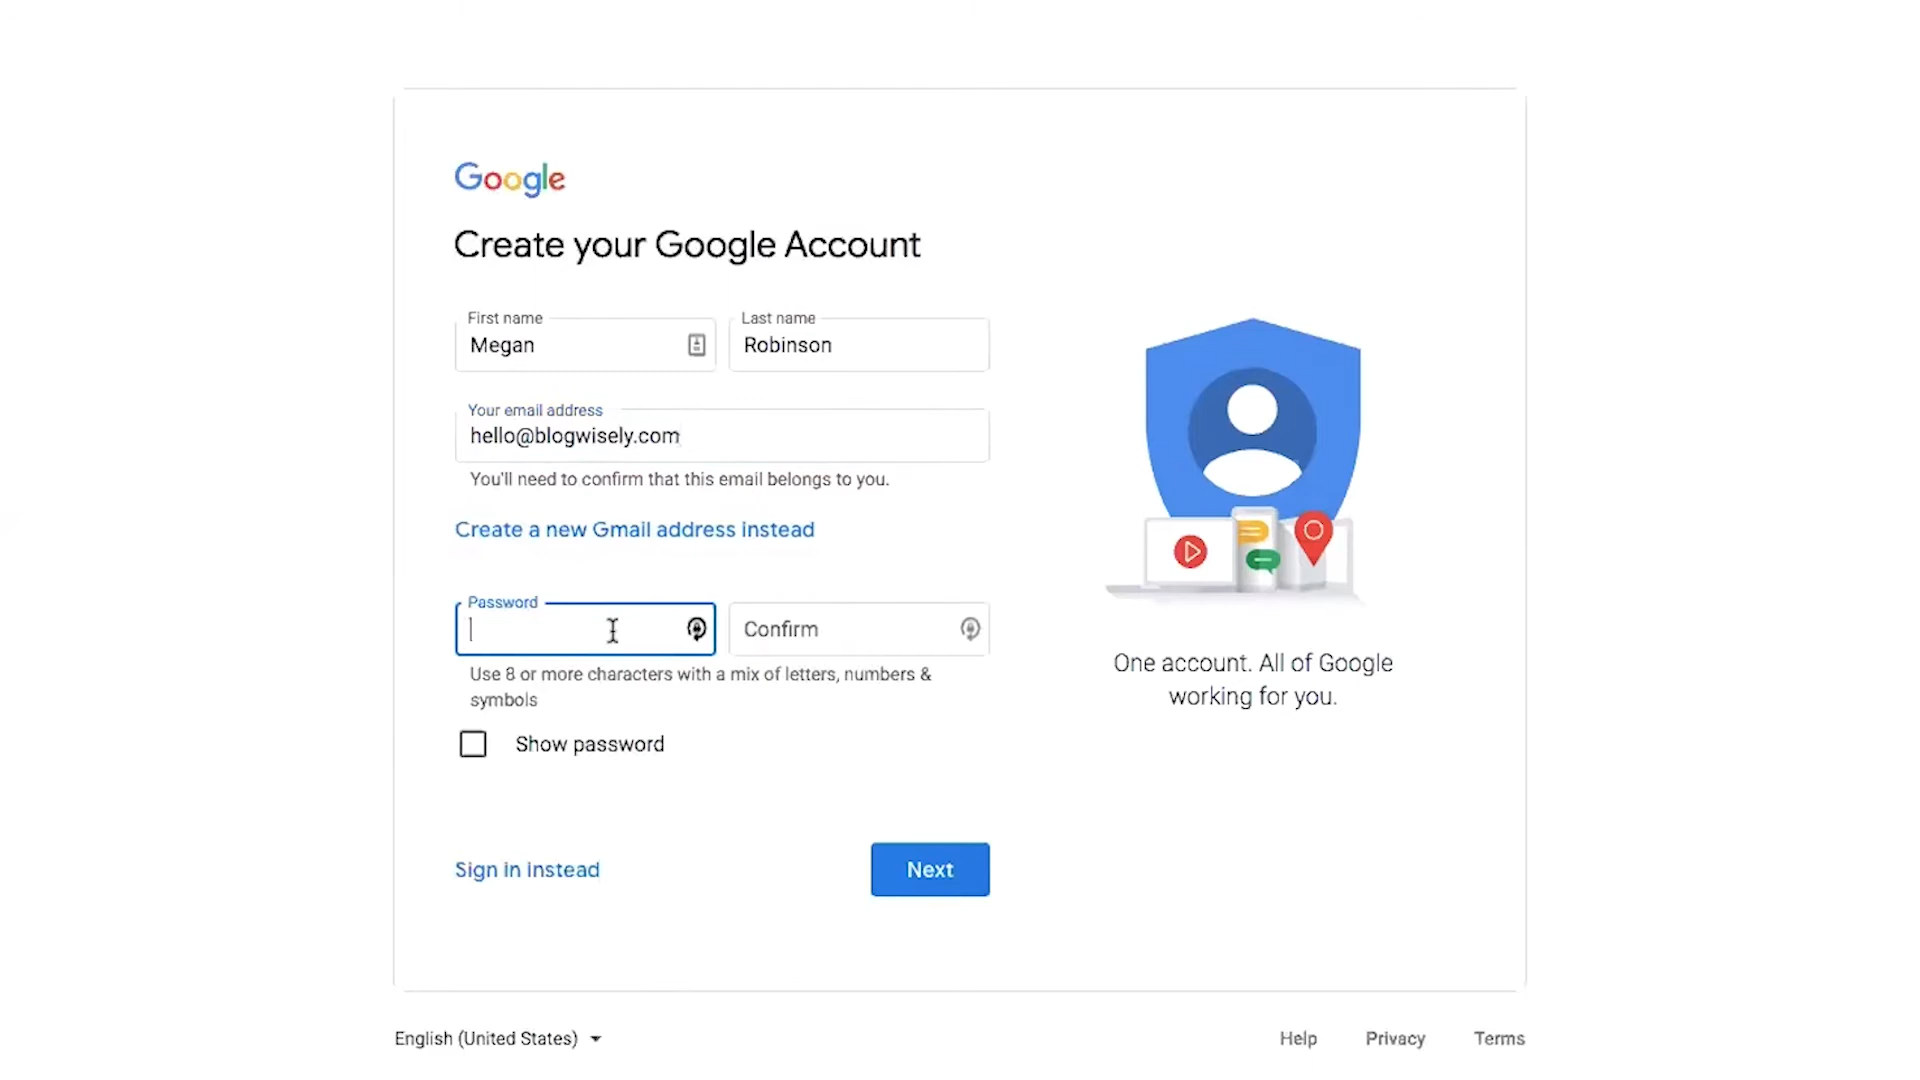 Google
Create your Google Account
First name
Megan
Last name
Robinson
Your email address
hello@blogwisely.com
You'll need to confirm that this email belongs to you.
Create a new Gmail address instead
Password
Confirm
Use 8 or more characters with a mix of letters, numbers &
symbols
Show password
Sign in instead
Next
One account. All of Google
working for you.
English (United States)
Help
Privacy
Terms